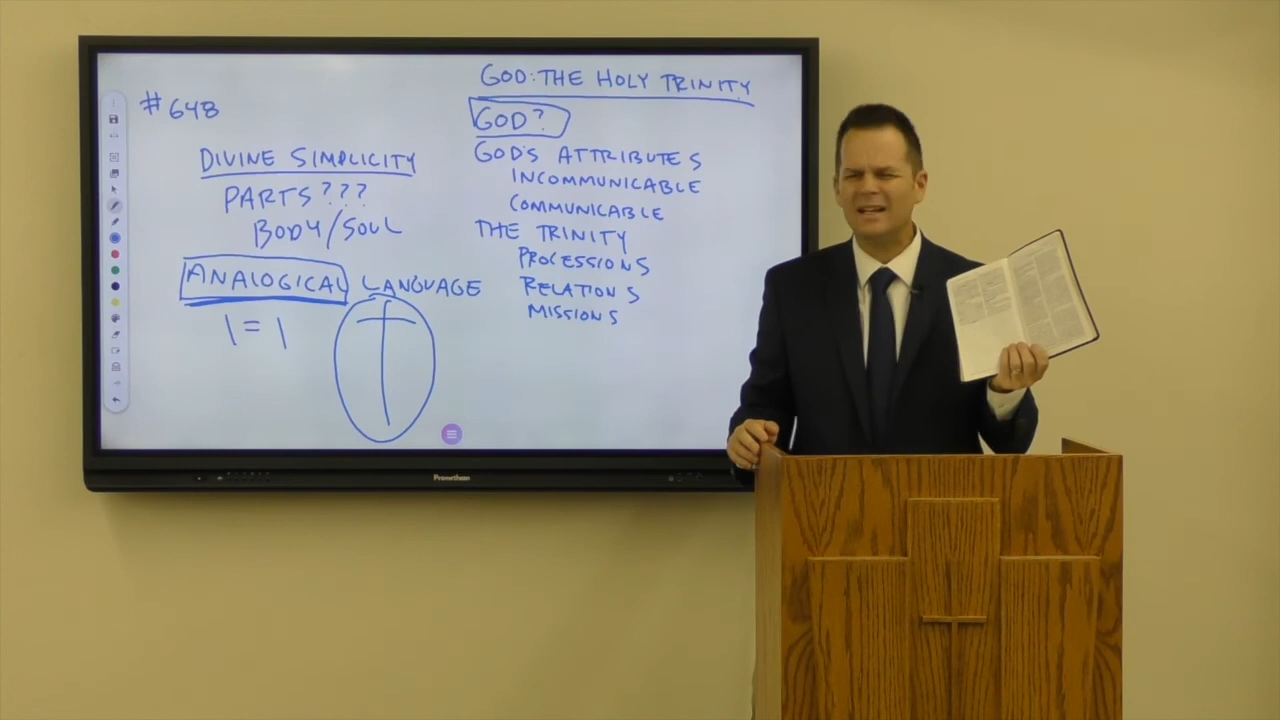 #648
DIVINE SIMPLICITY
PARTS???
BODY/SOUL
ANALOGICAL LANGUAGE
1=1
GOD: THE HOLY TRINITY
GOD?
GOD'S ATTRIBUTES
INCOMMUNICABLE
COMMUNICABLE
THE TRINITY
PROCESSIONS
RELATIONS
MISSIONS
Promethean